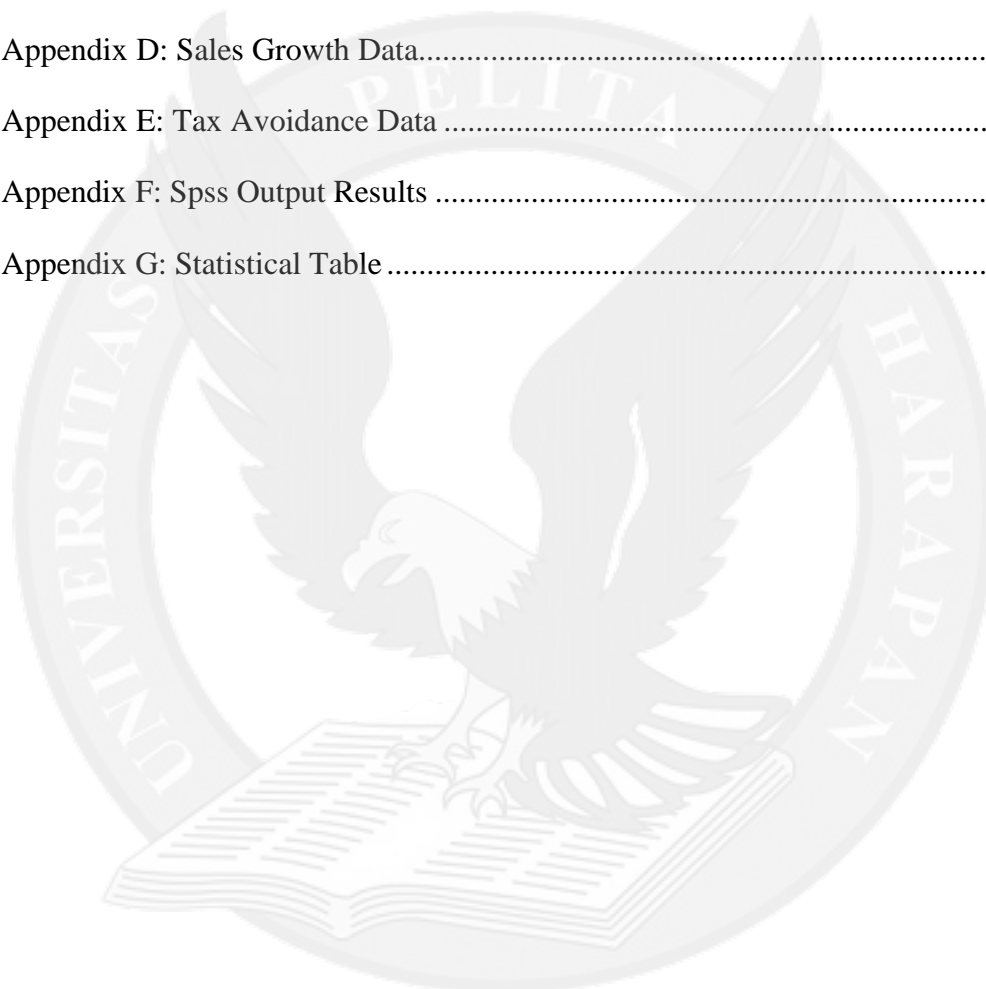 Appendix D: Sales Growth Data........................................................................
Appendix E: Tax Avoidance Data .....................................................................
Appendix F: Spss Output Results ......................................................................
Appendix G: Statistical Table ............................................................................
UNIVERSITAS PELITA HARAPAN